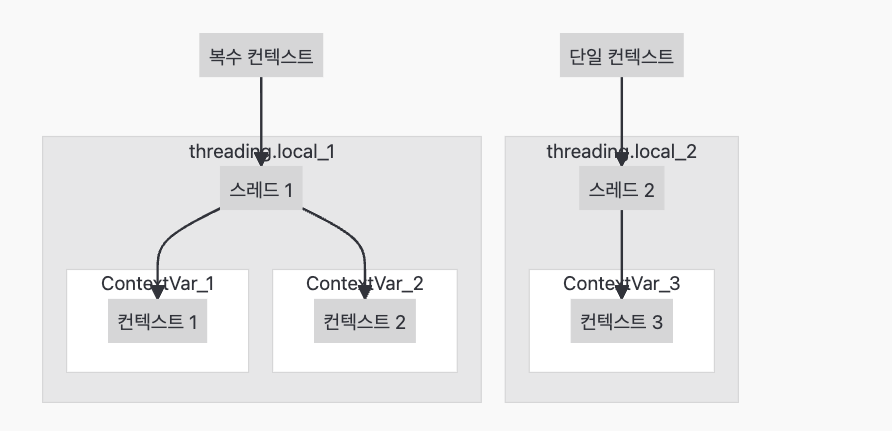 복수 컨텍스트
단일 컨텍스트
threading.local_1
threading.local_2
스레드 1
스레드 2
ContextVar_1
ContextVar_2
ContextVar_3
컨텍스트 1
컨텍스트 2
컨텍스트 3